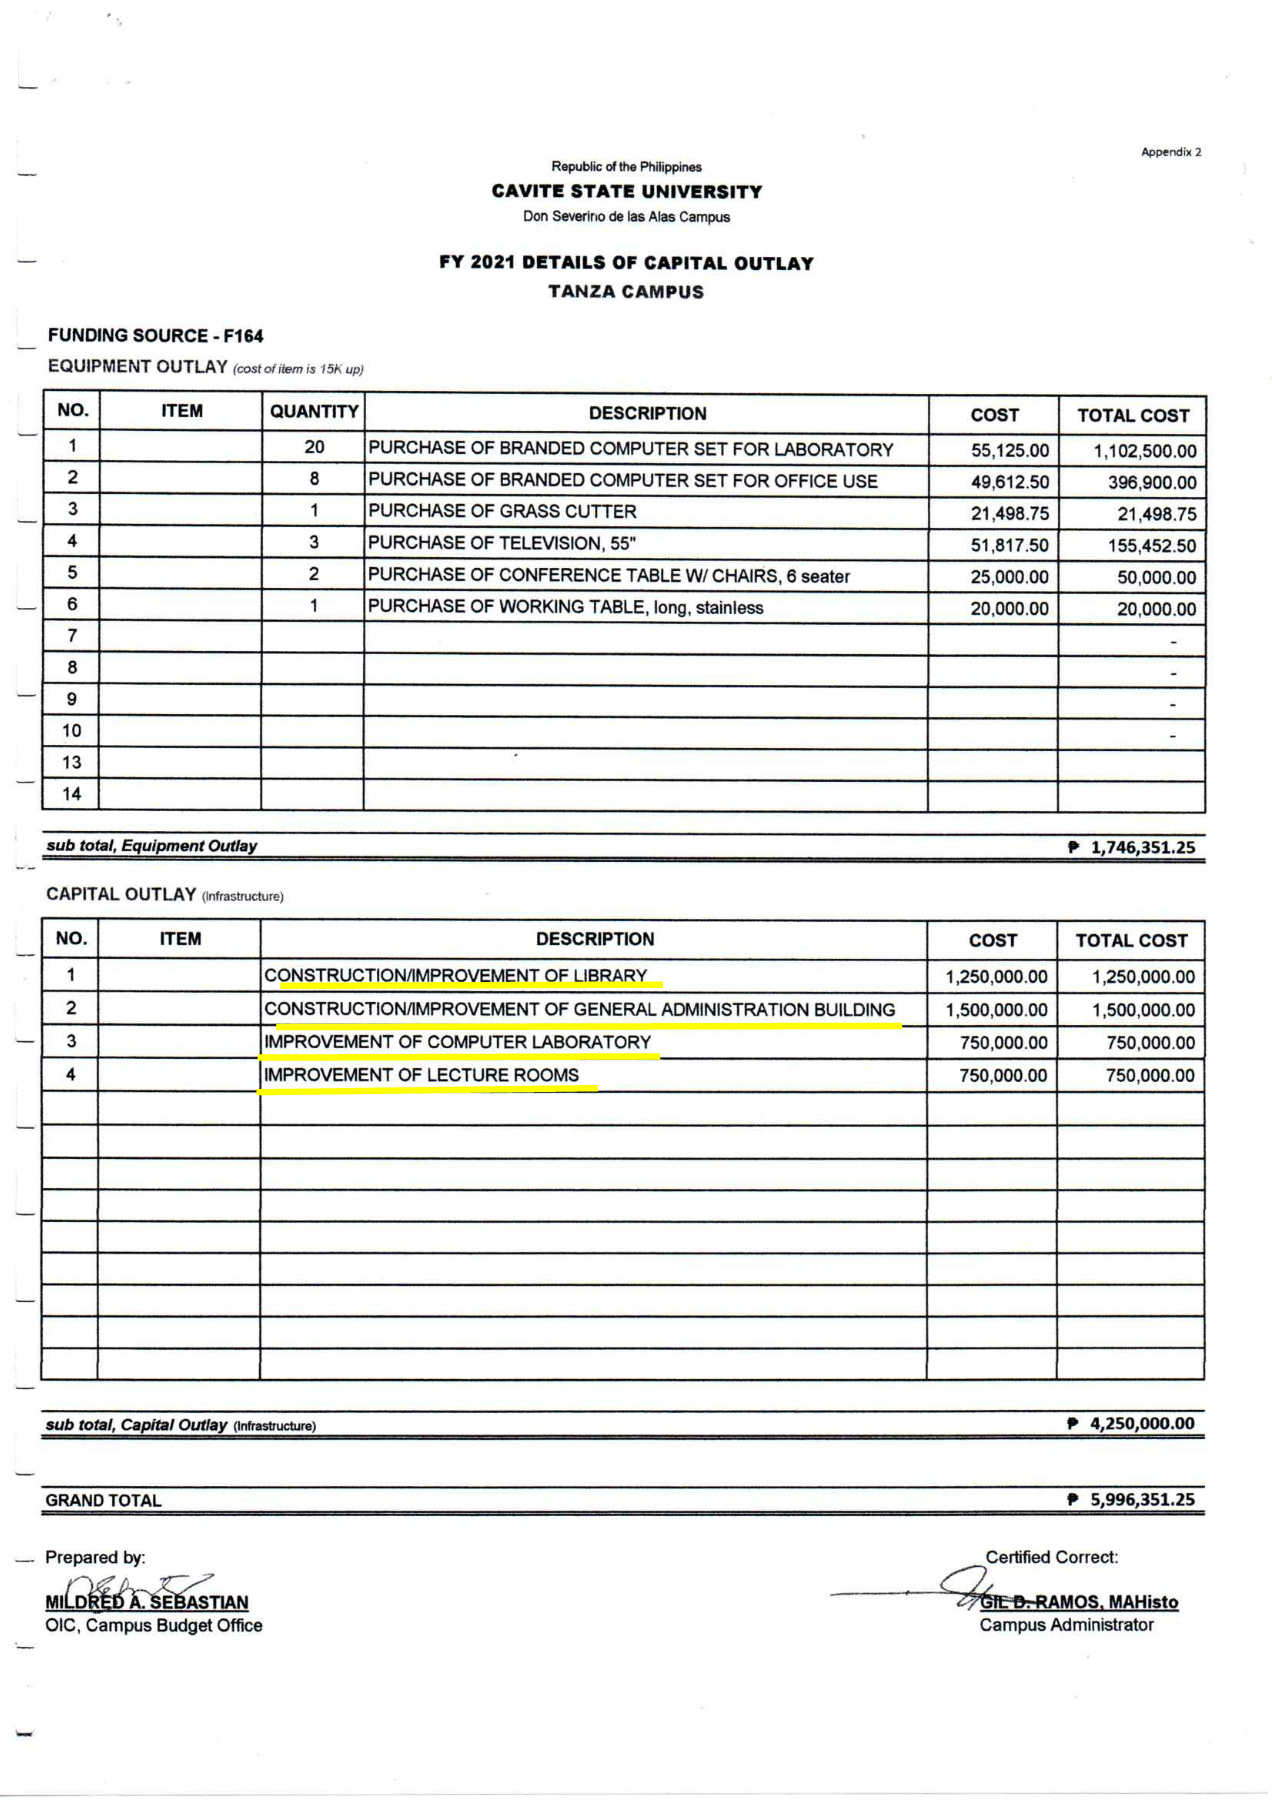 Appendix 2
Republic of the Philippines
CAVITE STATE UNIVERSITY
Don Severino de las Alas Campus
FY 2021 DETAILS OF CAPITAL OUTLAY
TANZA CAMPUS
FUNDING SOURCE - F164
EQUIPMENT OUTLAY (cost of item is 15K up)
NO. ITEM QUANTITY DESCRIPTION COST TOTAL COST
1 20 PURCHASE OF BRANDED COMPUTER SET FOR LABORATORY 55,125.00 1,102,500.00
2 8 PURCHASE OF BRANDED COMPUTER SET FOR OFFICE USE 49,612.50 396,900.00
3 1 PURCHASE OF GRASS CUTTER 21,498.75 21,498.75
4 3 PURCHASE OF TELEVISION, 55" 51,817.50 155,452.50
5 2 PURCHASE OF CONFERENCE TABLE W/ CHAIRS, 6 seater 25,000.00 50,000.00
6 1 PURCHASE OF WORKING TABLE, long, stainless 20,000.00 20,000.00
7 -
8 -
9 -
10 -
13
14
sub total, Equipment Outlay ₱ 1,746,351.25
CAPITAL OUTLAY (Infrastructure)
NO. ITEM DESCRIPTION COST TOTAL COST
1 CONSTRUCTION/IMPROVEMENT OF LIBRARY 1,250,000.00 1,250,000.00
2 CONSTRUCTION/IMPROVEMENT OF GENERAL ADMINISTRATION BUILDING 1,500,000.00 1,500,000.00
3 IMPROVEMENT OF COMPUTER LABORATORY 750,000.00 750,000.00
4 IMPROVEMENT OF LECTURE ROOMS 750,000.00 750,000.00
sub total, Capital Outlay (Infrastructure) ₱ 4,250,000.00
GRAND TOTAL ₱ 5,996,351.25
Prepared by: Certified Correct:
MILDRED A. SEBASTIAN GIL D. RAMOS, MAHisto
OIC, Campus Budget Office Campus Administrator